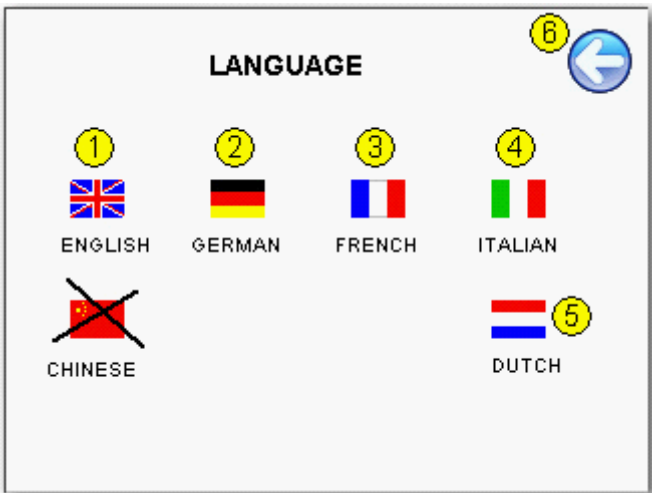 6
LANGUAGE
1 2 3 4
ENGLISH GERMAN FRENCH ITALIAN
5
CHINESE DUTCH